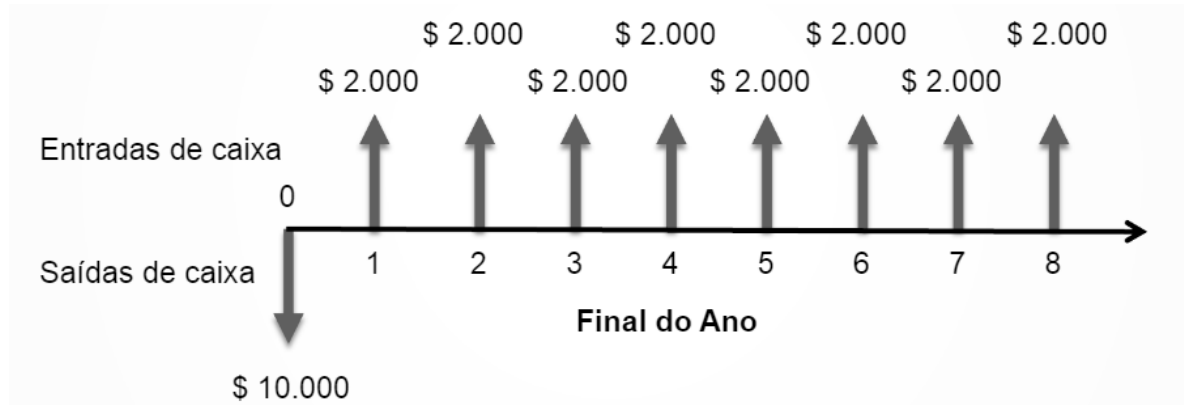 $ 2.000 $ 2.000 $ 2.000 $ 2.000
$ 2.000 $ 2.000 $ 2.000 $ 2.000
Entradas de caixa
0
Saídas de caixa
1 2 3 4 5 6 7 8
Final do Ano
$ 10.000